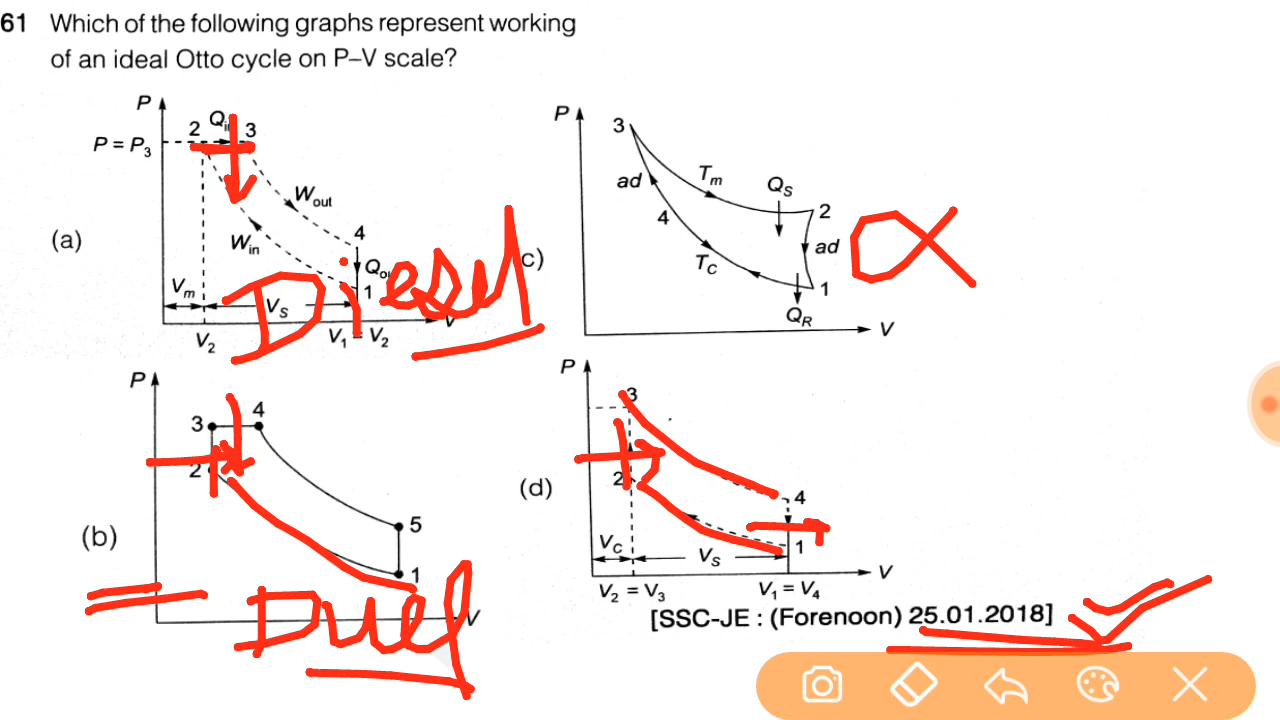 61 Which of the following graphs represent working
of an ideal Otto cycle on P–V scale?
(a)
P
2 3
P = P3
Wout
Win
4
1
Vm
Vs
V2
V1 = V2
V
Diesel
c)
P
3
ad
Tm
QS
2
4
ad
TC
1
QR
V
α
(b)
P
3
4
2
5
1
V
Duel
(d)
P
3
2
4
1
VC
VS
V2 = V3
V1 = V4
V
[SSC-JE : (Forenoon) 25.01.2018]